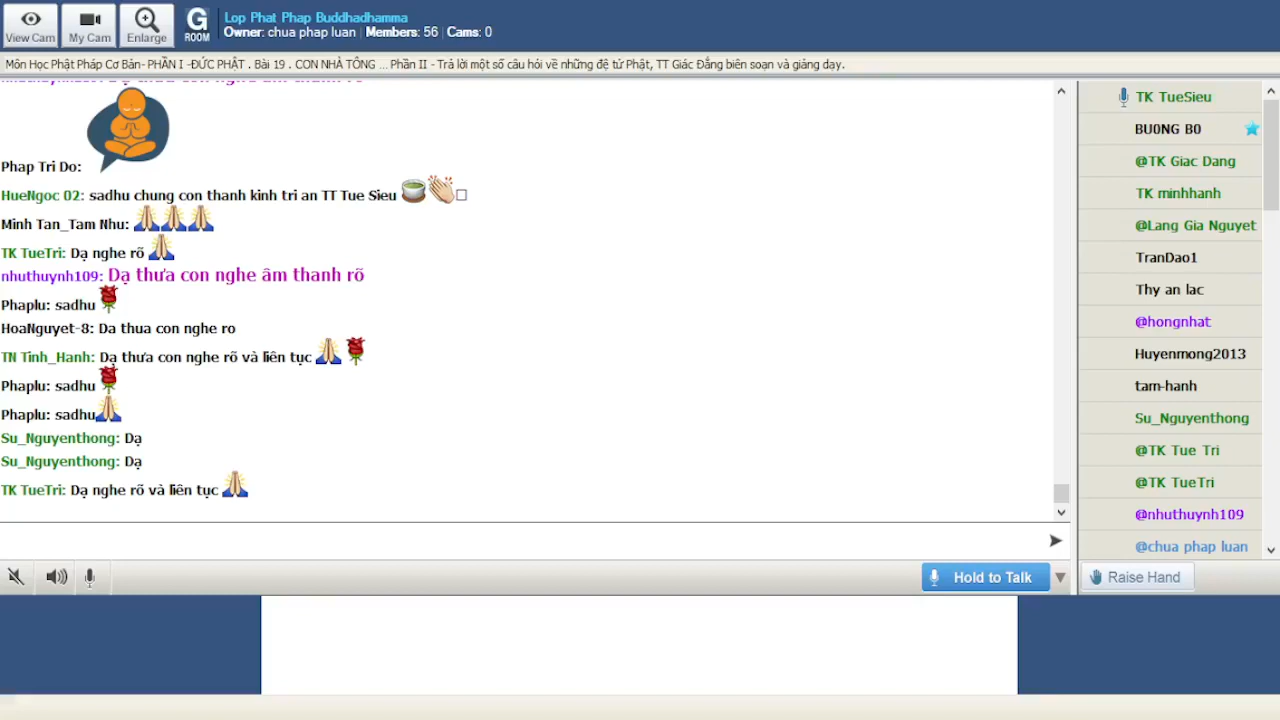 View Cam
My Cam
Enlarge
G
ROOM
Lop Phat Phap Buddhadhamma
Owner: chua phap luan | Members: 56 | Cams: 0
Môn Học Phật Pháp Cơ Bản- PHẦN I -ĐỨC PHẬT . Bài 19 . CON NHÀ TÔNG ... Phần II - Trả lời một số câu hỏi về những đệ tử Phật, TT Giác Đẳng biên soạn và giảng dạy.
Phap Tri Do:
HueNgoc 02: sadhu chung con thanh kinh tri an TT Tue Sieu
Minh Tan_Tam Nhu:
TK TueTri: Dạ nghe rõ
nhuthuynh109: Dạ thưa con nghe âm thanh rõ
Phaplu: sadhu
HoaNguyet-8: Da thua con nghe ro
TN Tinh_Hanh: Dạ thưa con nghe rõ và liên tục
Phaplu: sadhu
Phaplu: sadhu
Su_Nguyenthong: Dạ
Su_Nguyenthong: Dạ
TK TueTri: Dạ nghe rõ và liên tục
Hold to Talk
TK TueSieu
BU0NG B0
@TK Giac Dang
TK minhhanh
@Lang Gia Nguyet
TranDao1
Thy an lac
@hongnhat
Huyenmong2013
tam-hanh
Su_Nguyenthong
@TK Tue Tri
@TK TueTri
@nhuthuynh109
@chua phap luan
Raise Hand